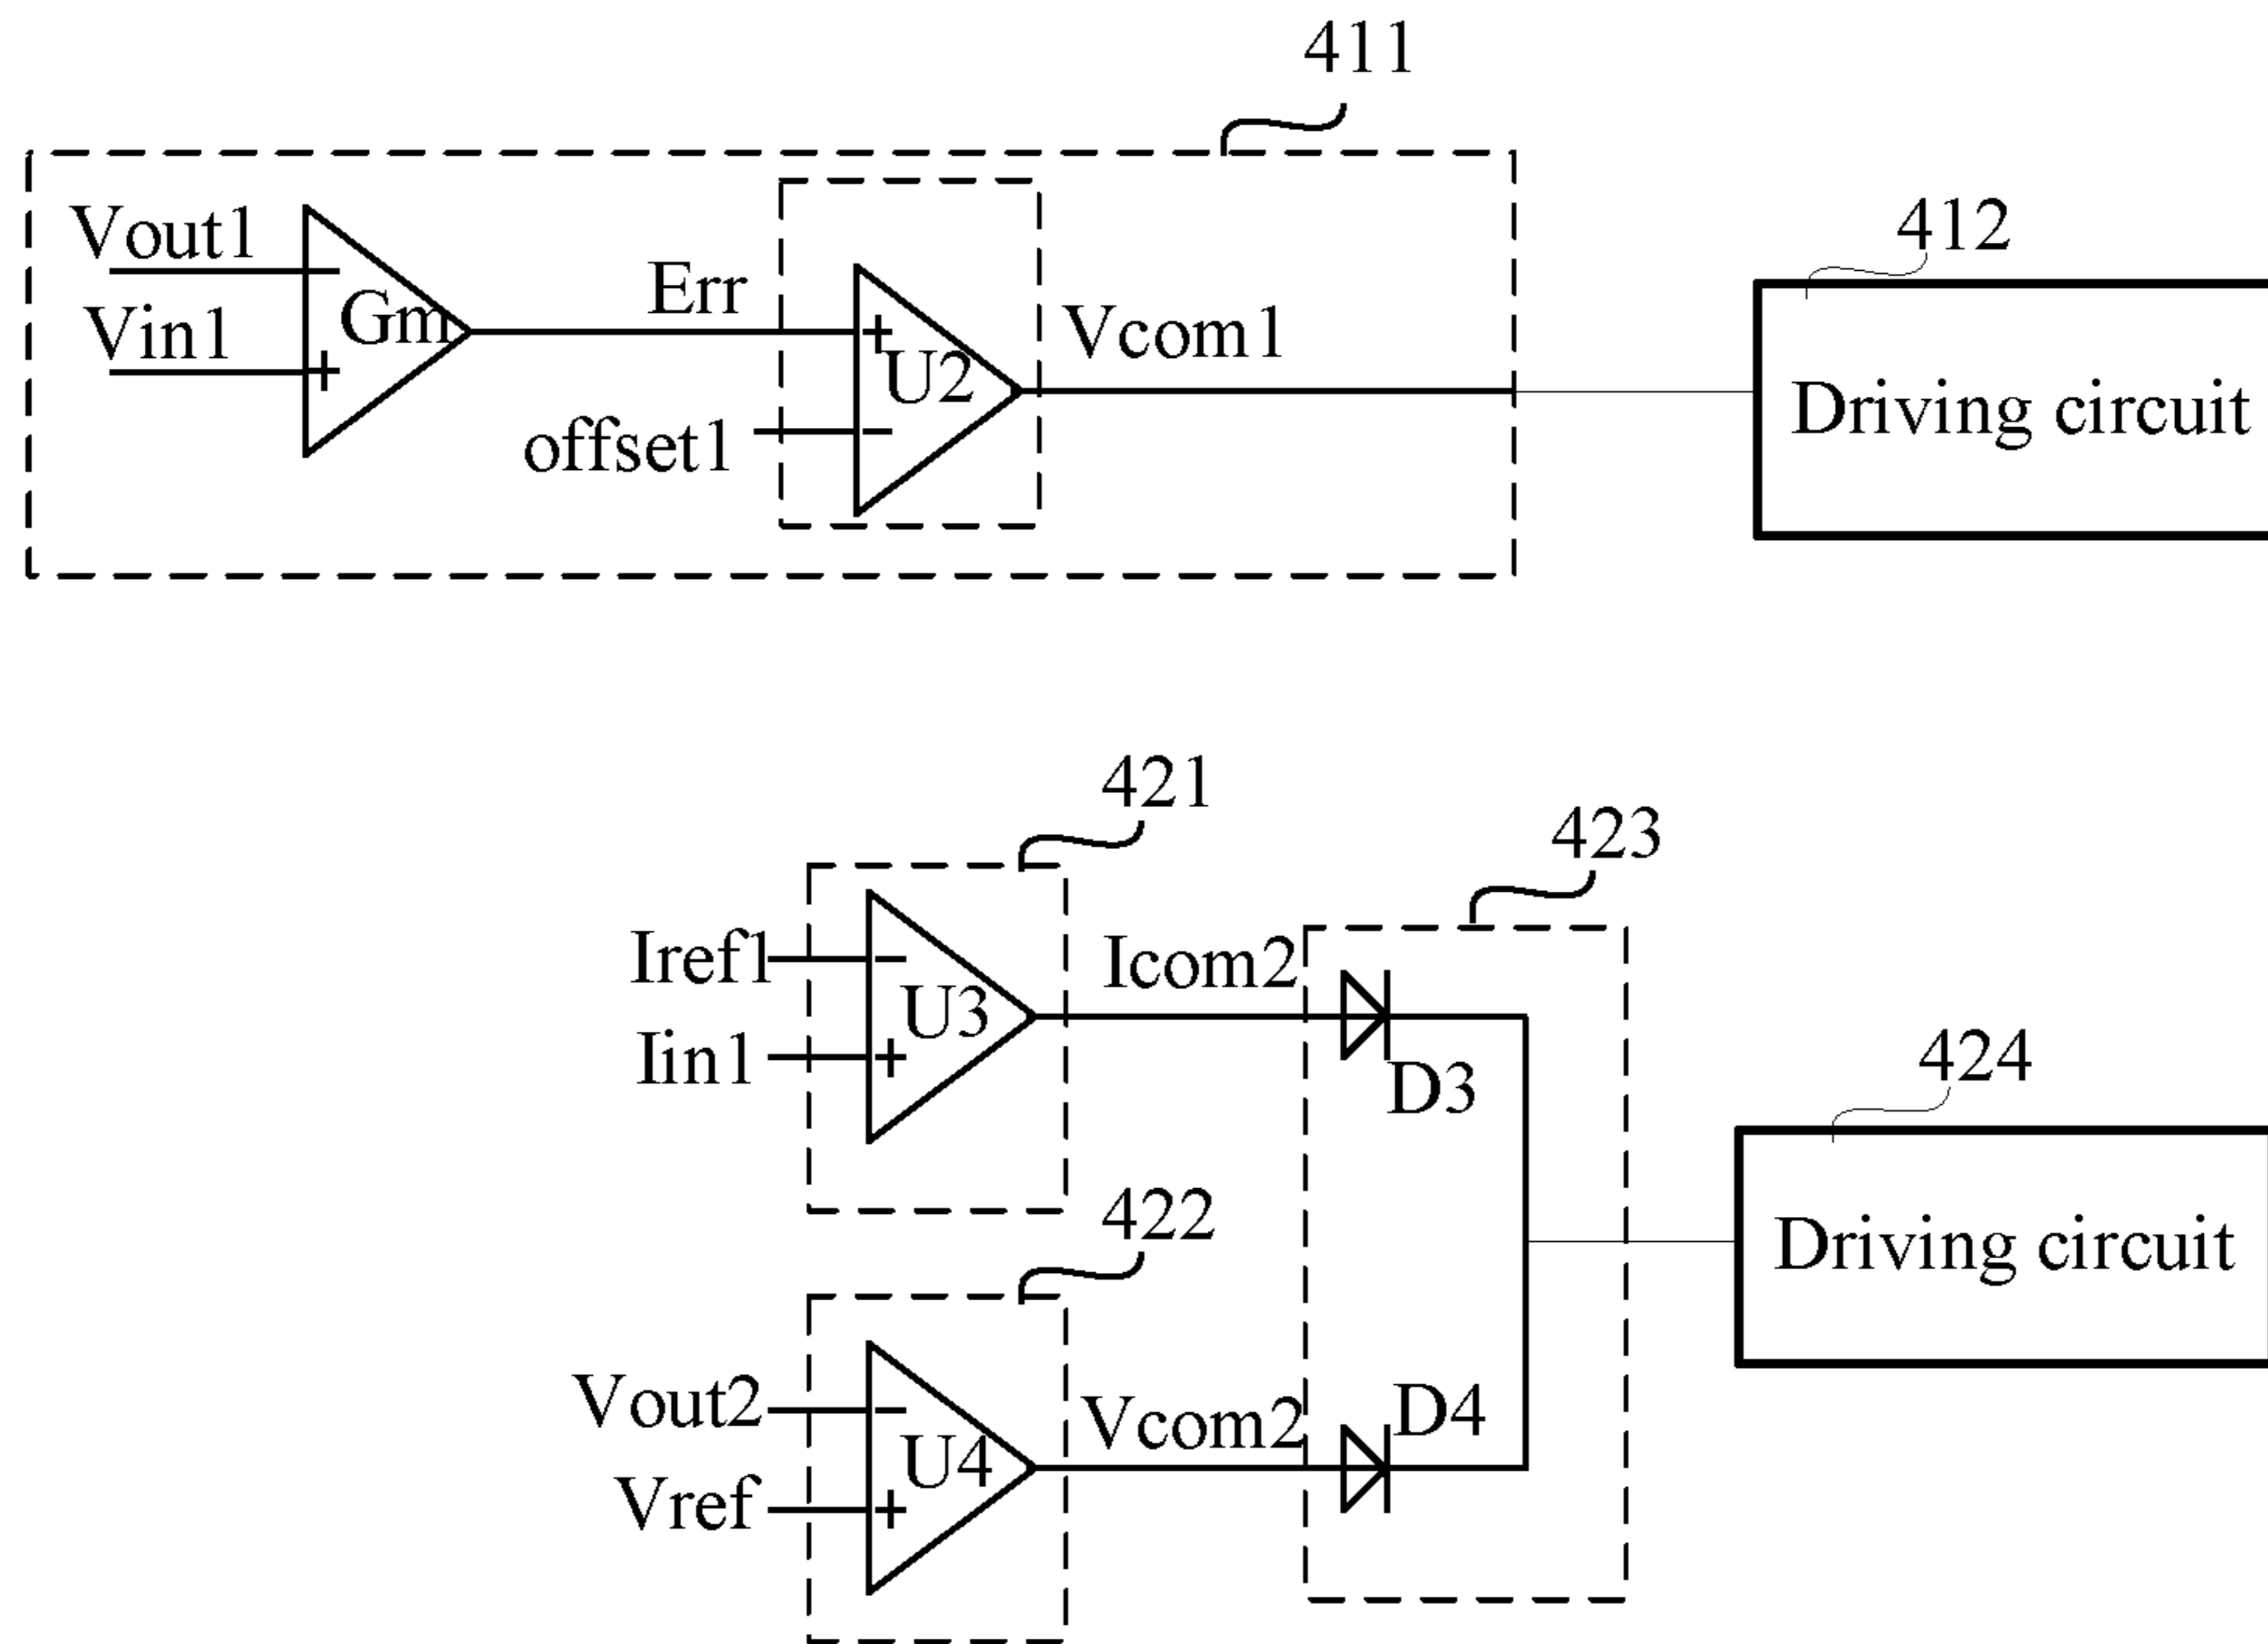 411
412
Vout1
Vin1
Gm
Err
offset1
U2
Vcom1
Driving circuit
421
423
Iref1
Iin1
U3
Icom2
D3
424
Driving circuit
422
Vout2
Vref
U4
Vcom2
D4